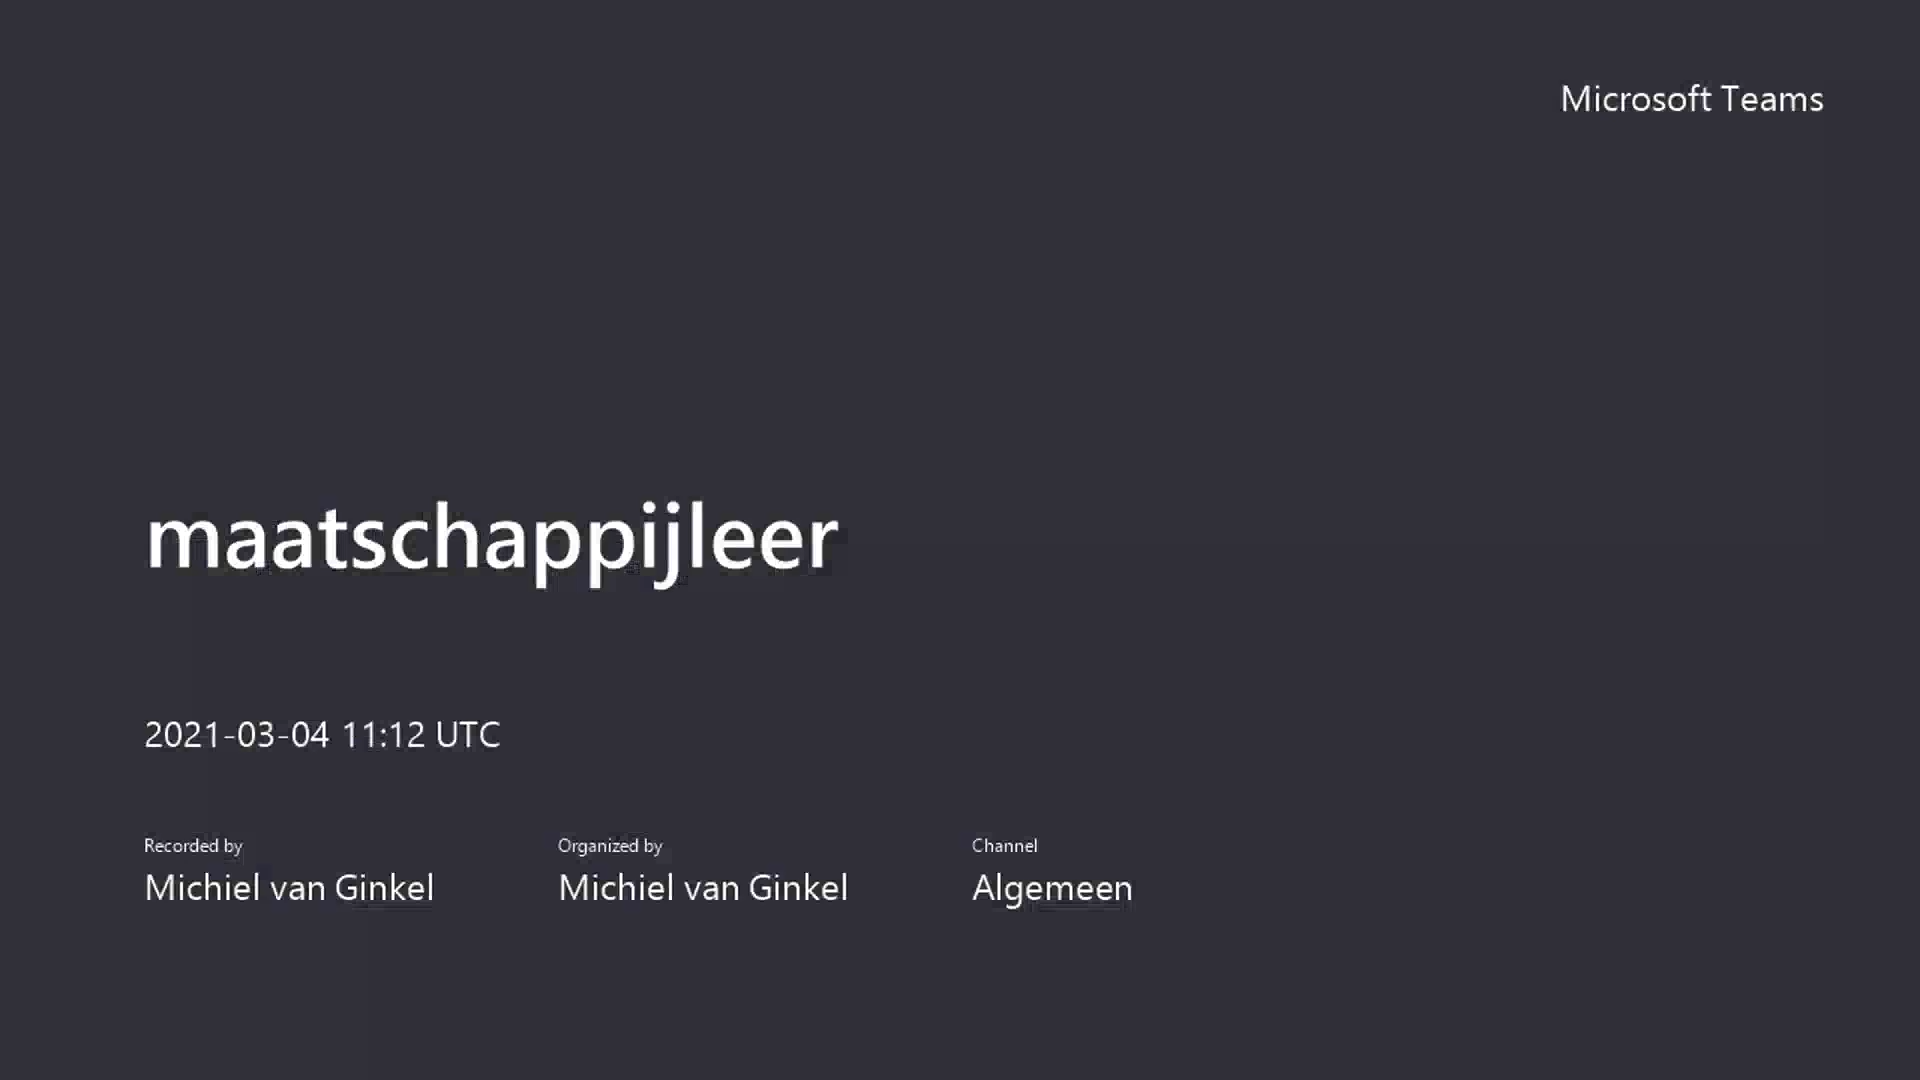 Microsoft Teams
maatschappijleer
2021-03-04 11:12 UTC
Recorded by
Michiel van Ginkel
Organized by
Michiel van Ginkel
Channel
Algemeen